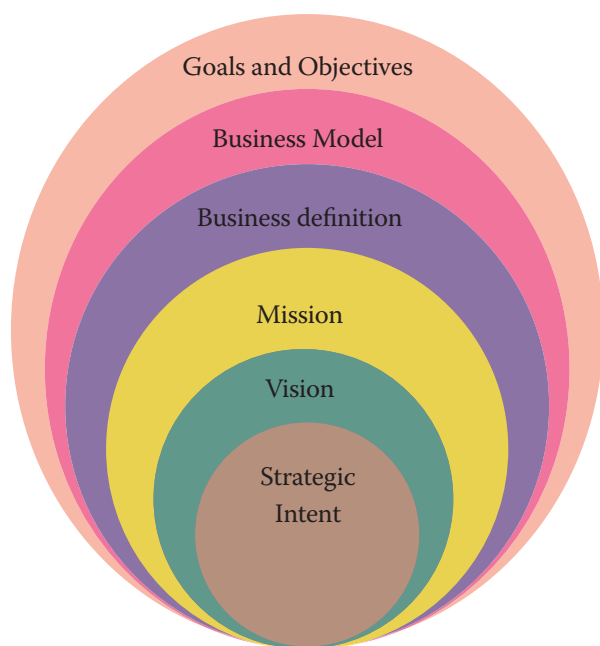 Goals and Objectives
Business Model
Business definition
Mission
Vision
Strategic
Intent